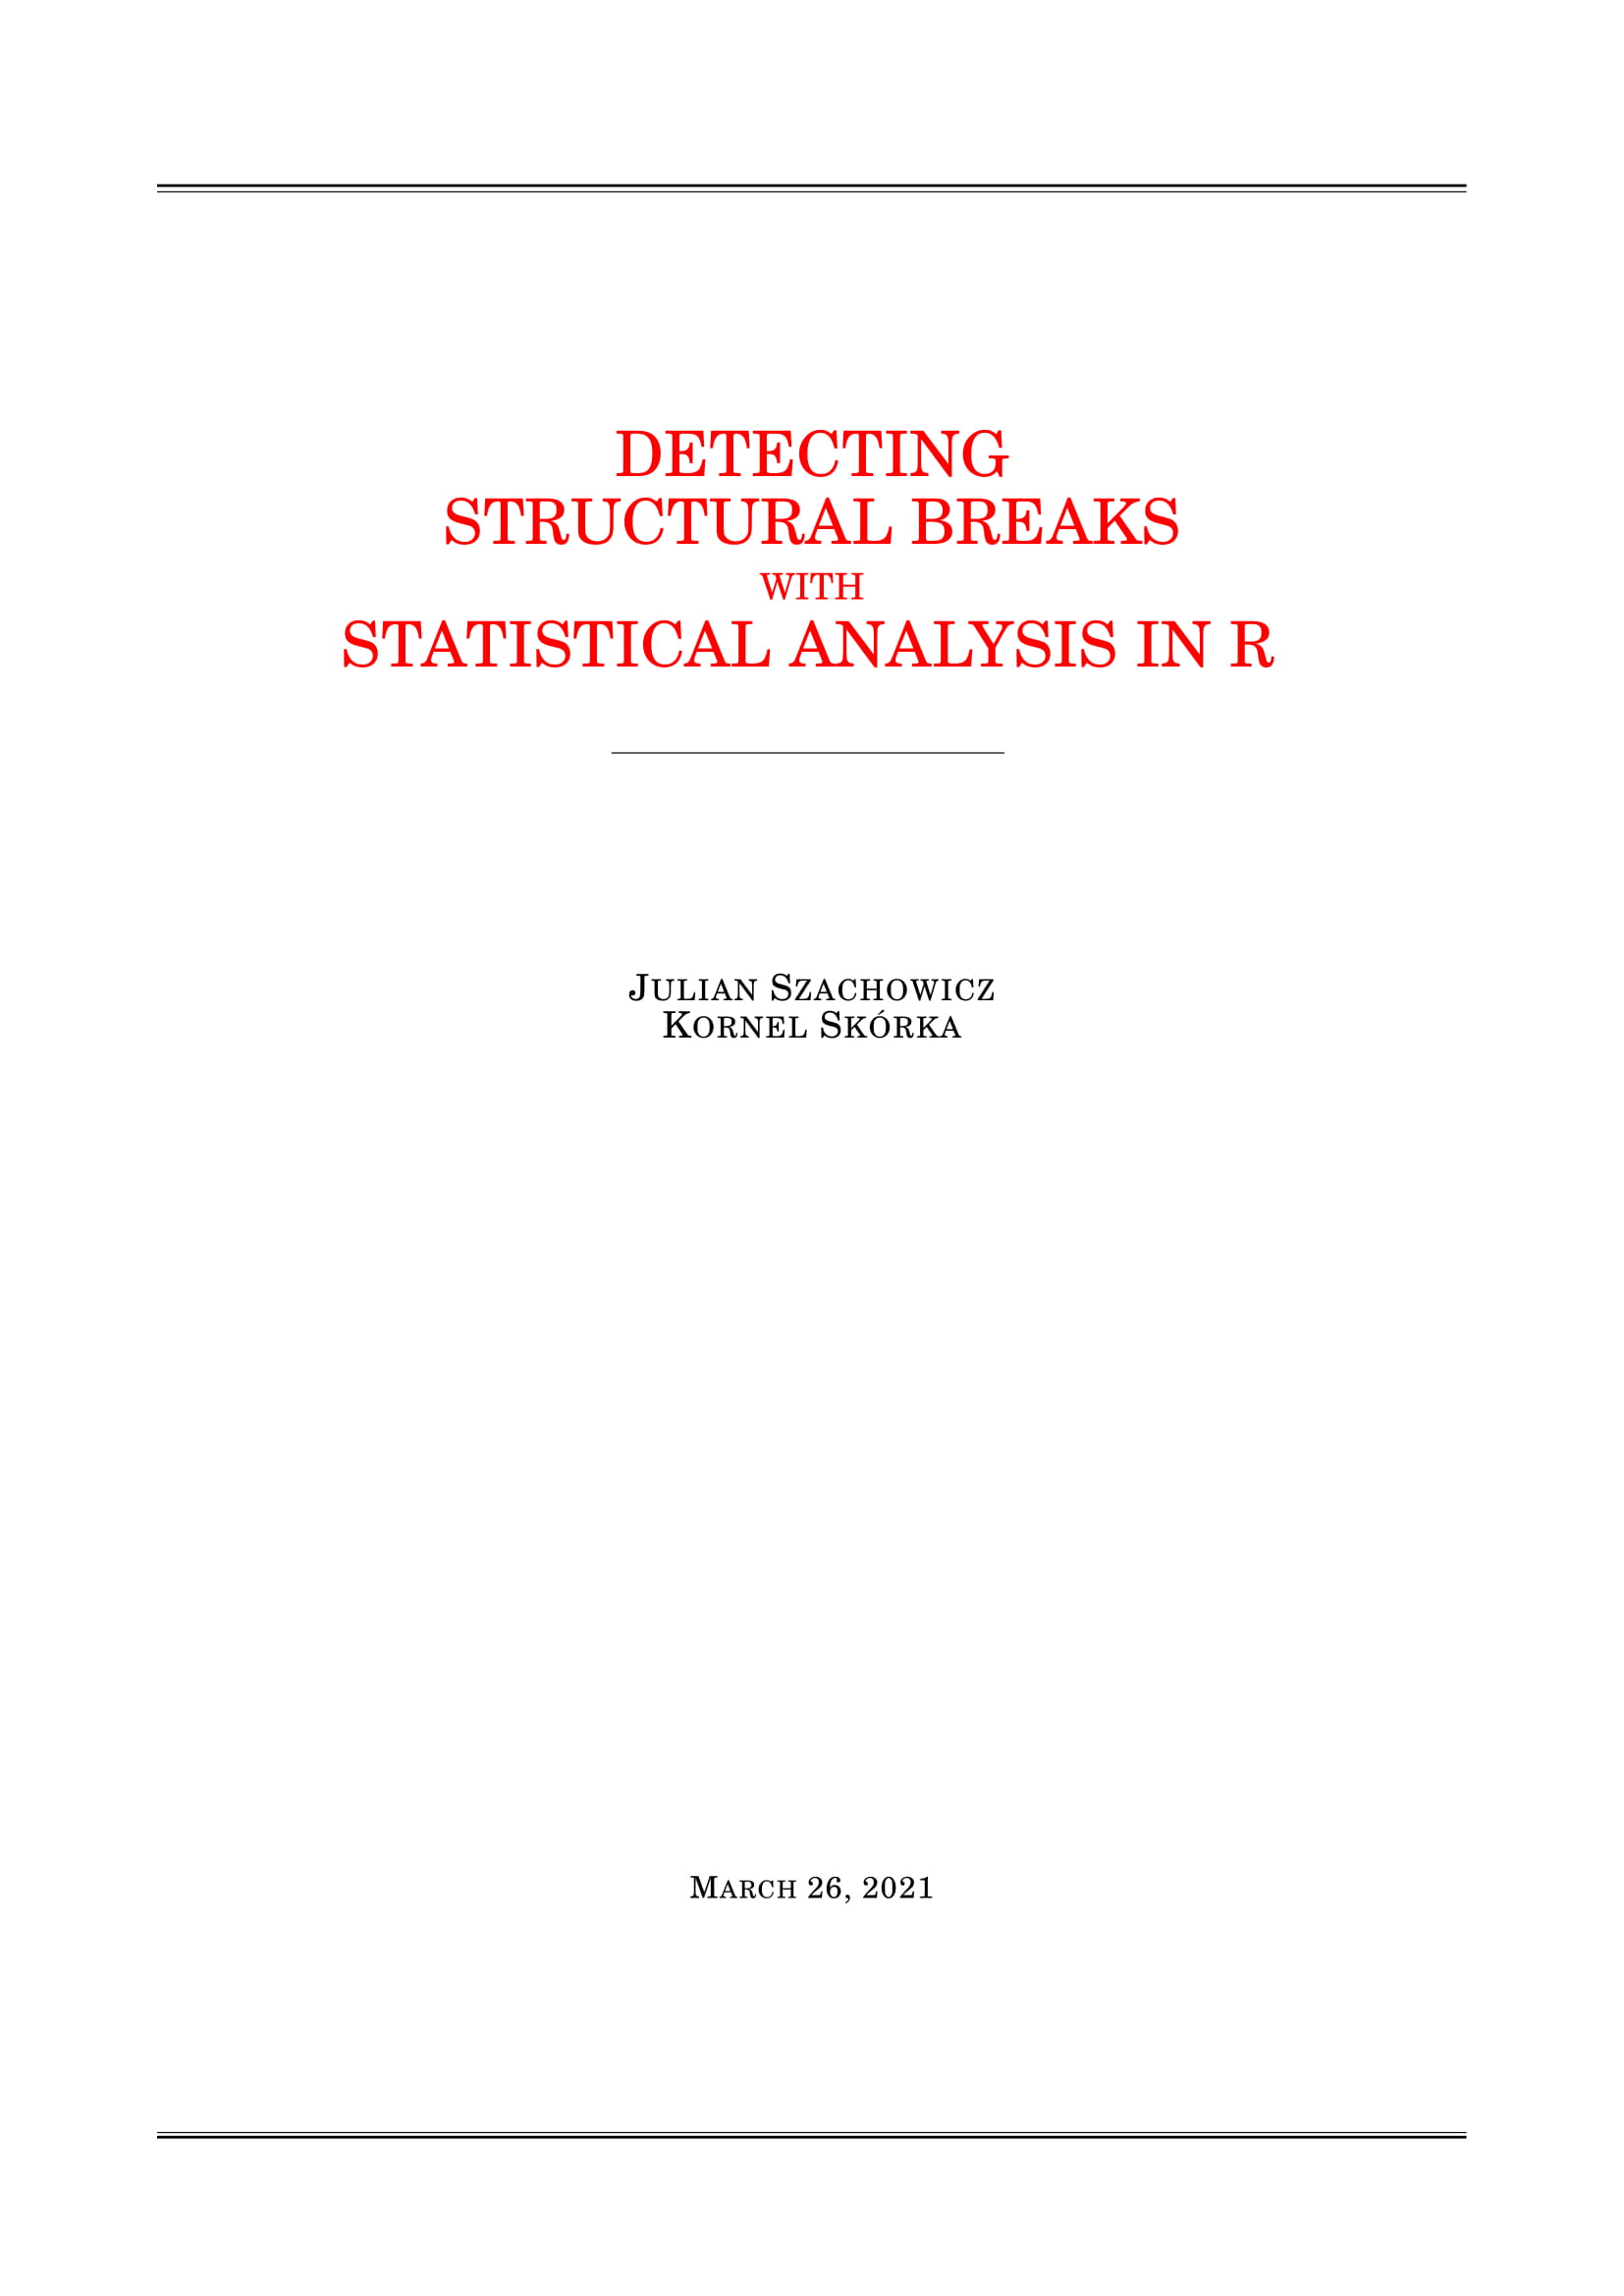 DETECTING
STRUCTURAL BREAKS
WITH
STATISTICAL ANALYSIS IN R
Julian Szachowicz
Kornel Skórka
March 26, 2021